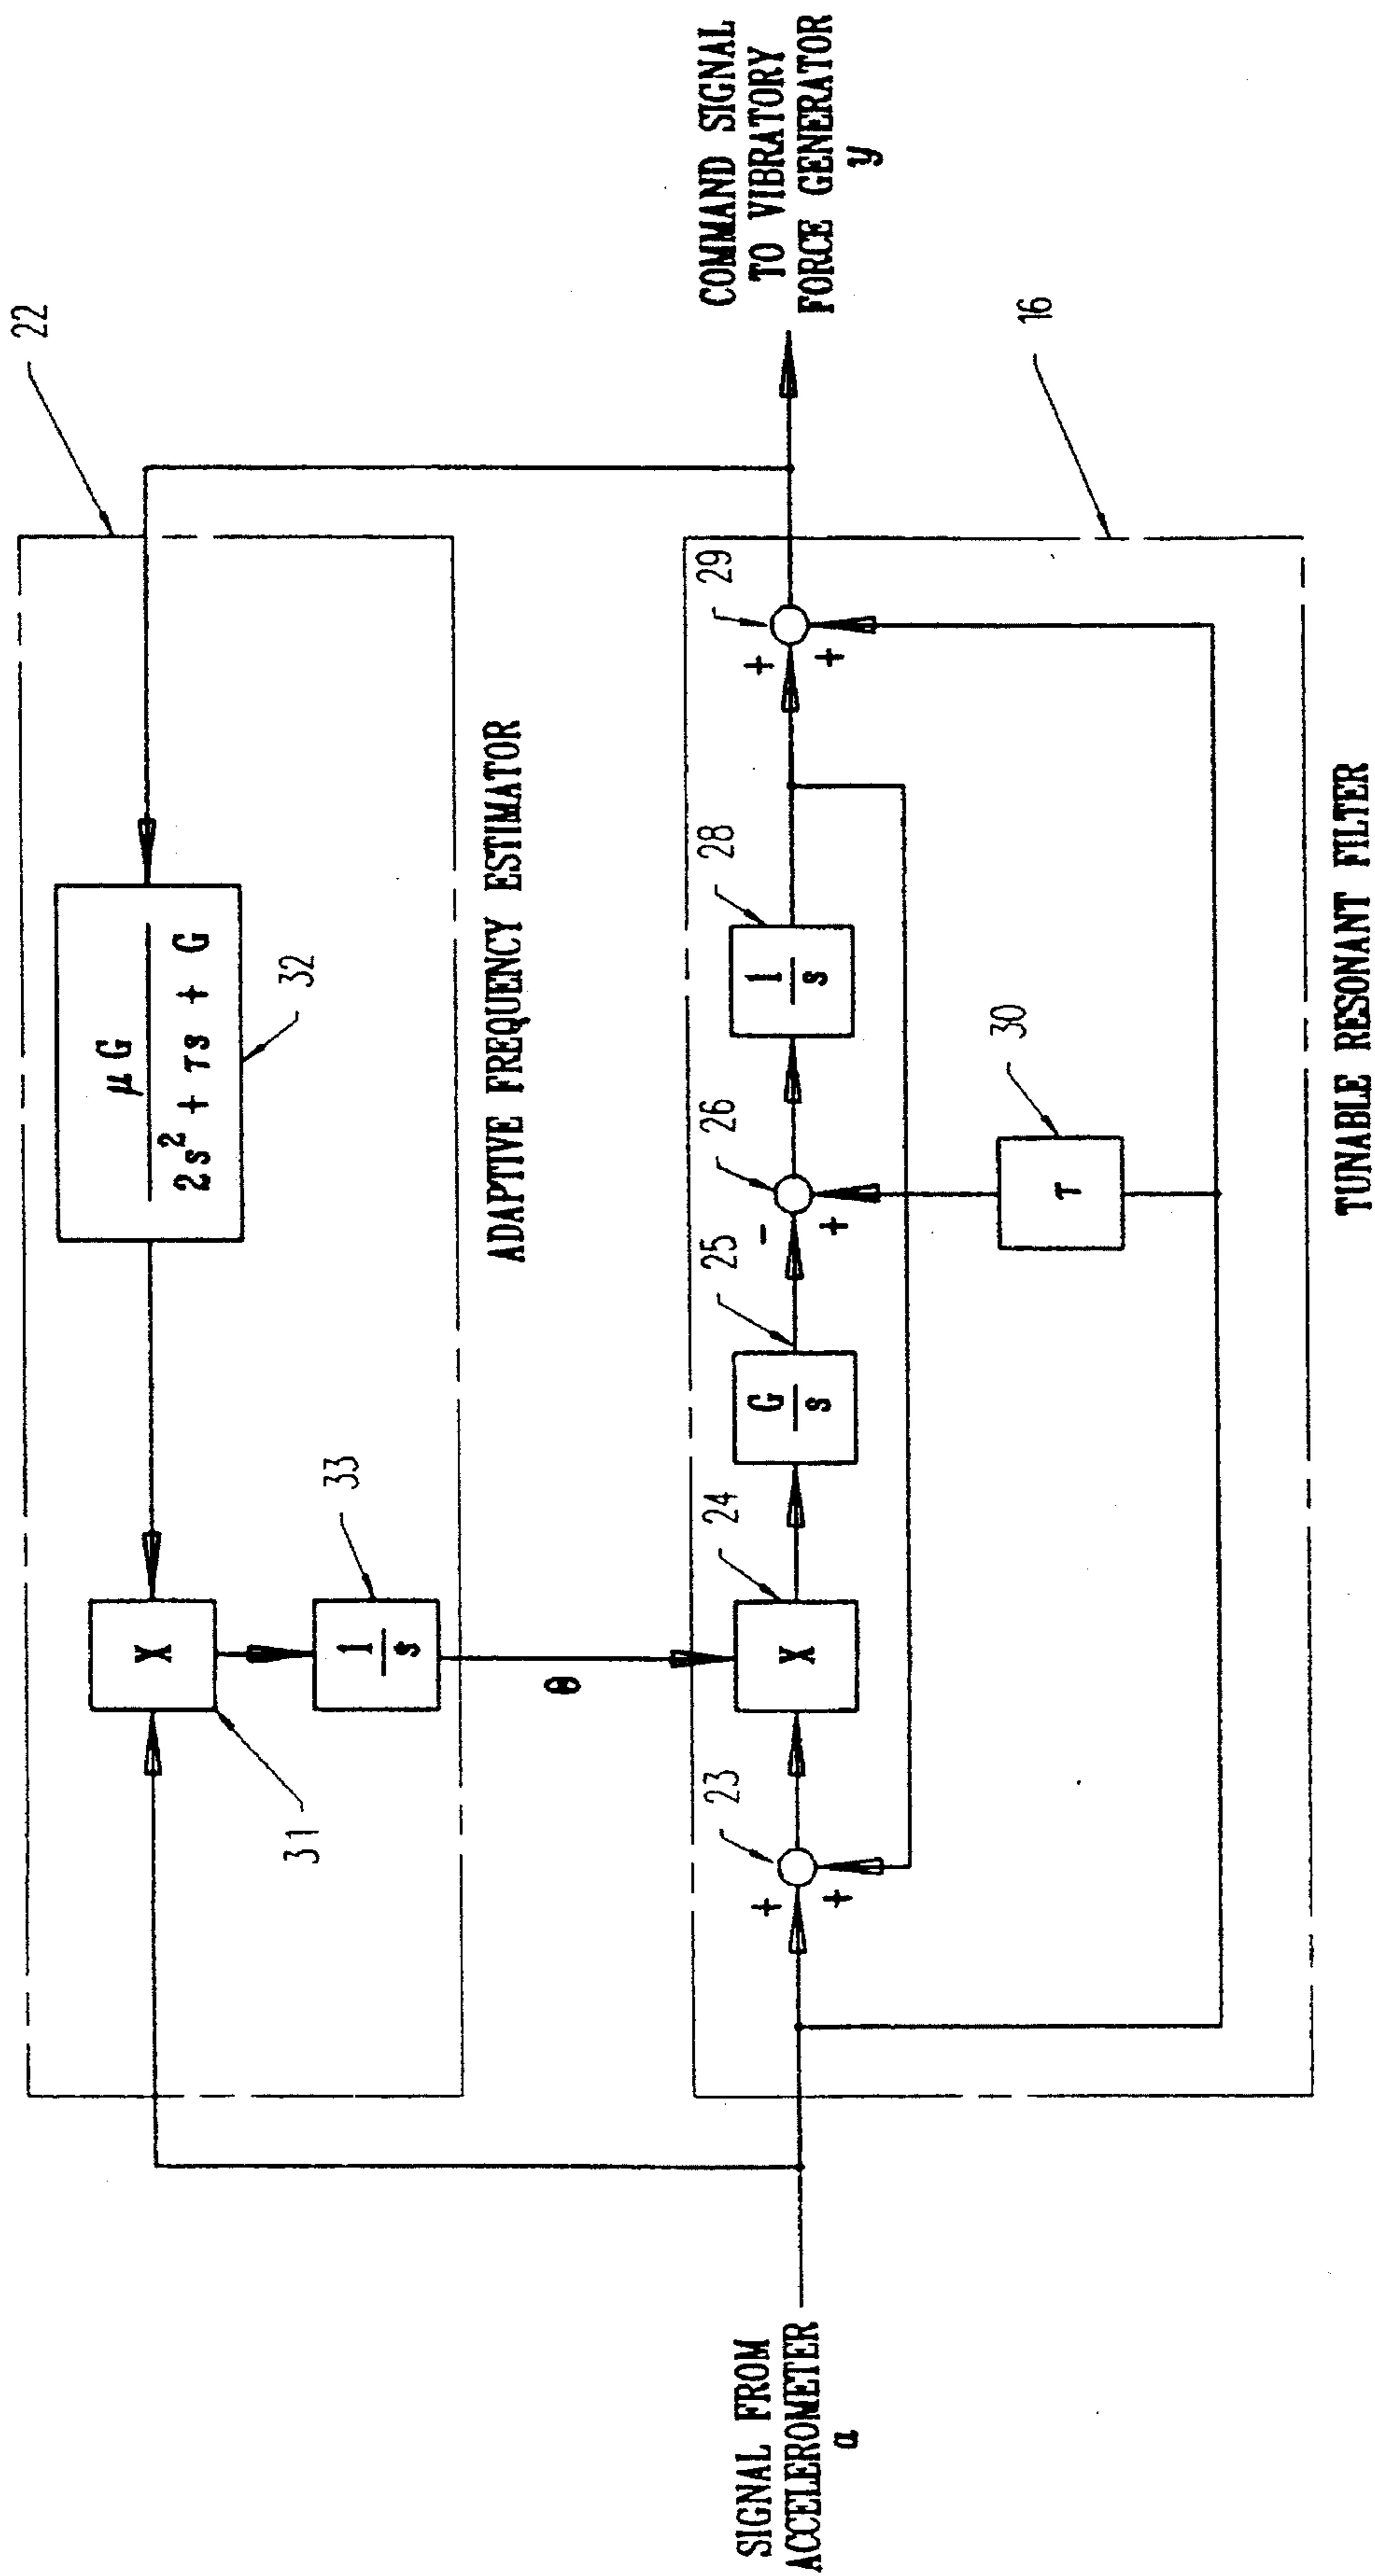 22
μ G
2s² + τs + G
32
X
31
33
1
s
ADAPTIVE FREQUENCY ESTIMATOR
θ
SIGNAL FROM
ACCELEROMETER
a
23
+
+
24
X
25
G
s
26
-
+
28
1
s
29
+
+
30
τ
COMMAND SIGNAL
TO VIBRATORY
FORCE GENERATOR
y
16
TUNABLE RESONANT FILTER